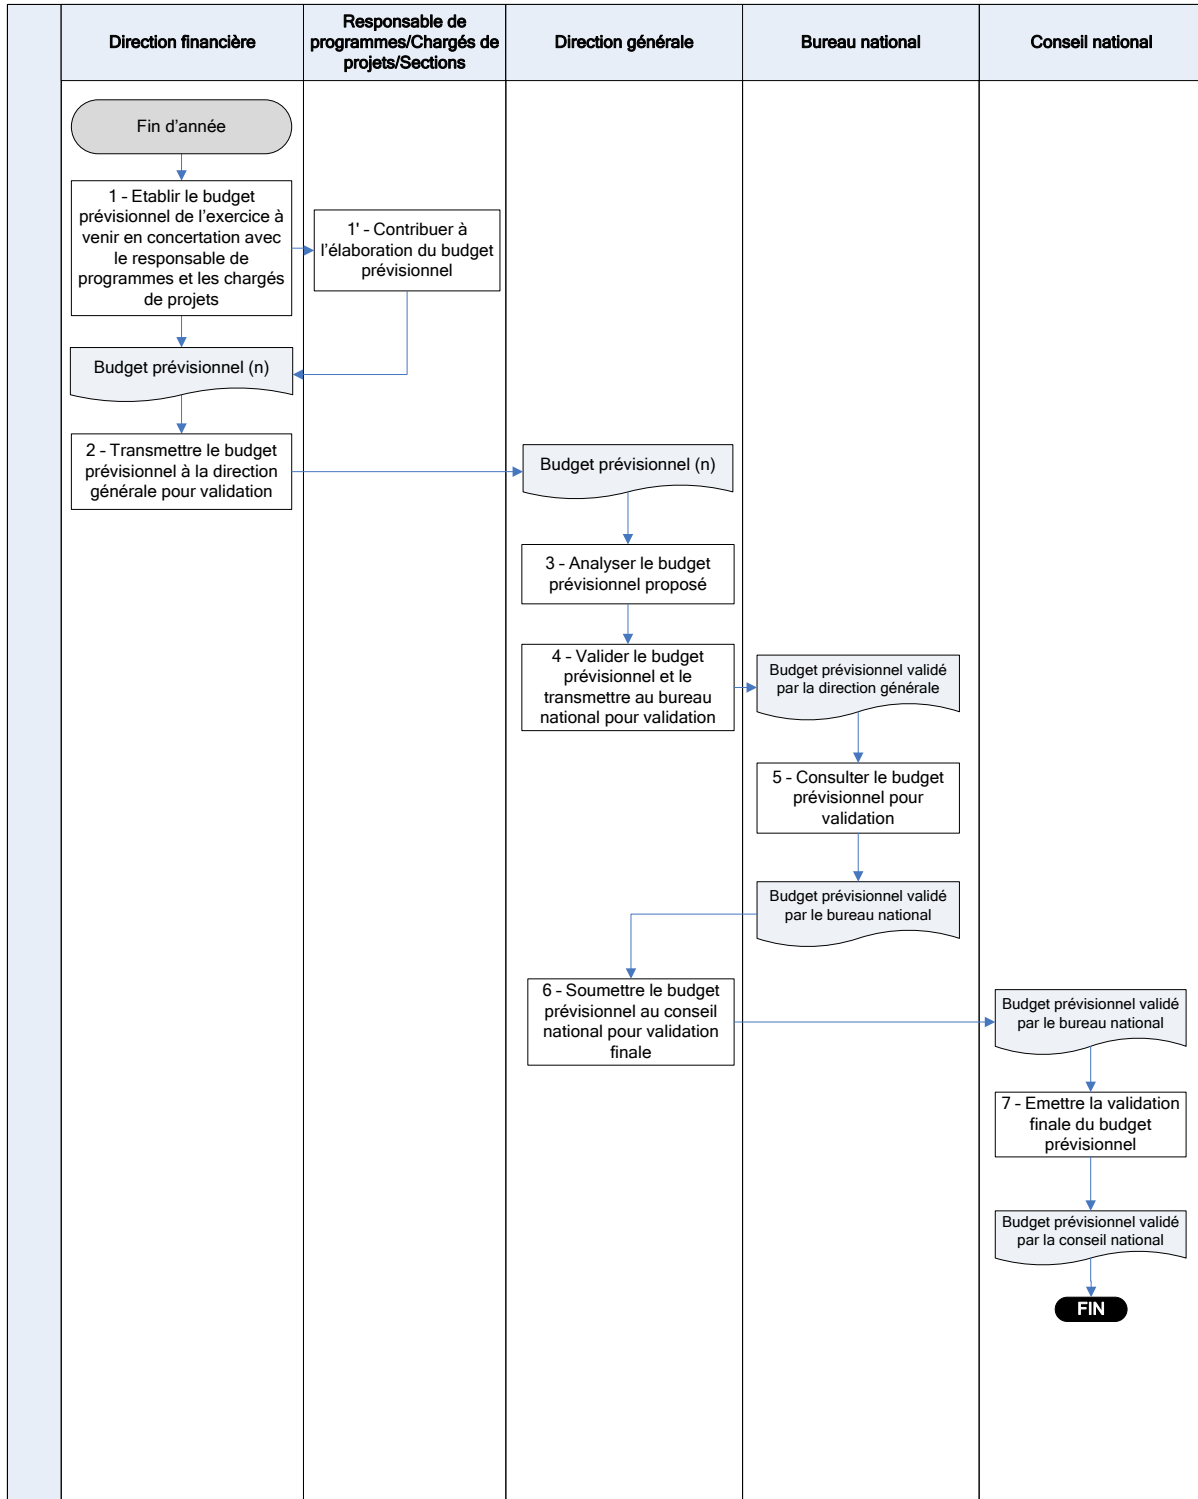 Direction financière
Responsable de
programmes/Chargés de
projets/Sections
Direction générale
Bureau national
Conseil national
Fin d'année
1 - Etablir le budget
prévisionnel de l'exercice à
venir en concertation avec
le responsable de
programmes et les chargés
de projets
1' - Contribuer à
l'élaboration du budget
prévisionnel
Budget prévisionnel (n)
2 - Transmettre le budget
prévisionnel à la direction
générale pour validation
Budget prévisionnel (n)
3 - Analyser le budget
prévisionnel proposé
4 - Valider le budget
prévisionnel et le
transmettre au bureau
national pour validation
Budget prévisionnel validé
par la direction générale
5 - Consulter le budget
prévisionnel pour
validation
Budget prévisionnel validé
par le bureau national
6 - Soumettre le budget
prévisionnel au conseil
national pour validation
finale
Budget prévisionnel validé
par le bureau national
7 - Emettre la validation
finale du budget
prévisionnel
Budget prévisionnel validé
par la conseil national
FIN